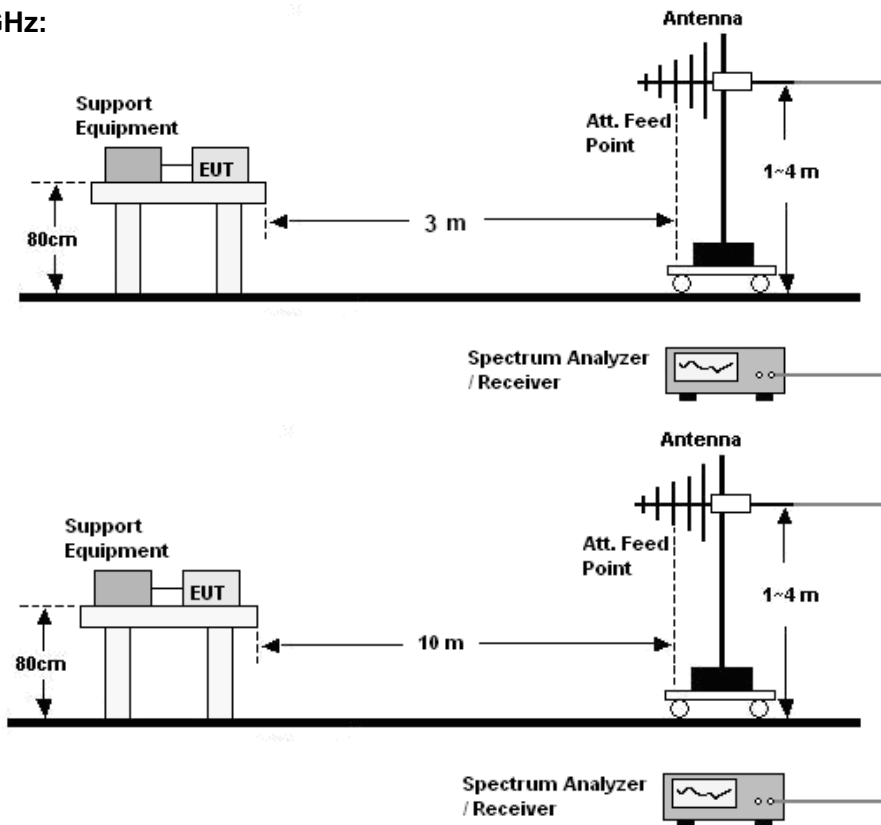 GHz:
Antenna
Support
Equipment
EUT
Att. Feed
Point
1~4 m
80cm
3 m
Spectrum Analyzer
/ Receiver
Antenna
Support
Equipment
EUT
Att. Feed
Point
1~4 m
80cm
10 m
Spectrum Analyzer
/ Receiver